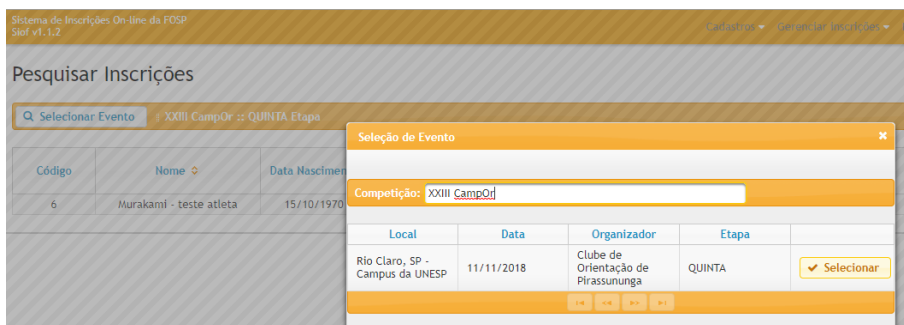 Sistema de Inscrições On-line da FOSP
Siof v1.1.2
Cadastros Gerenciar Inscrições
Pesquisar Inscrições
Selecionar Evento : XXIII CampOr :: QUINTA Etapa
Seleção de Evento
Código Nome Data Nascimen
Competição: XXIII CampOr
6 Murakami - teste atleta 15/10/1970
Local Data Organizador Etapa
Rio Claro, SP -
Campus da UNESP
11/11/2018
Clube de
Orientação de
Pirassununga
QUINTA
Selecionar